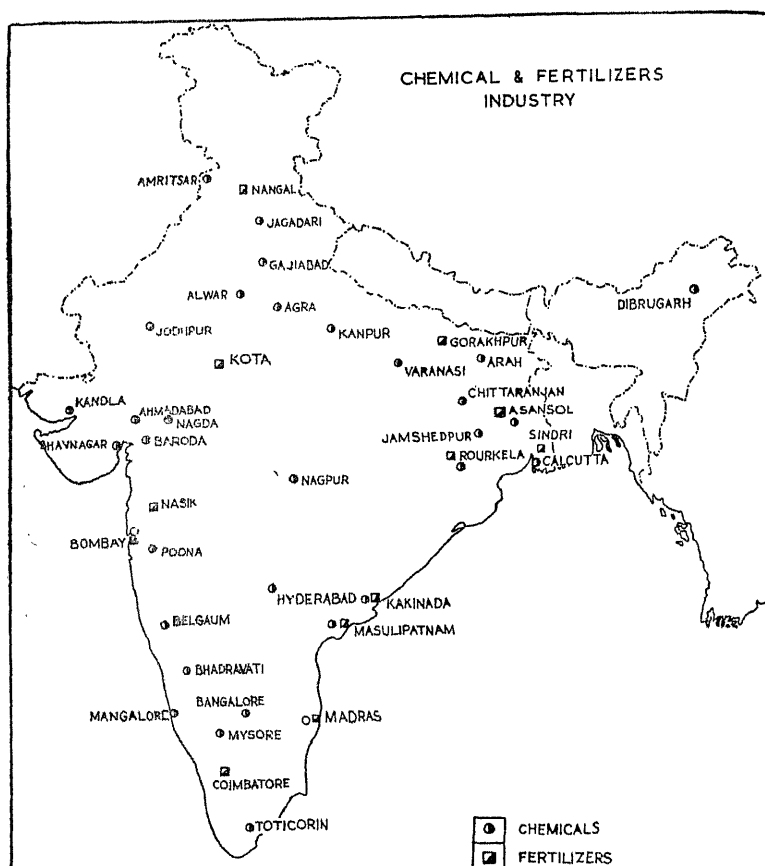 CHEMICAL & FERTILIZERS
INDUSTRY
AMRITSAR
NANGAL
JAGADARI
GAJIABAD
ALWAR
AGRA
DIBRUGARH
JODHPUR
KANPUR
GORAKHPUR
KOTA
VARANASI
ARAH
CHITTARANJAN
KANDLA
AHMADABAD
ASANSOL
NAGDA
JAMSHEDPUR
SINDRI
BHAVNAGAR
BARODA
ROURKELA
CALCUTTA
NAGPUR
NASIK
BOMBAY
POONA
HYDERABAD
KAKINADA
BELGAUM
MASULIPATNAM
BHADRAVATI
BANGALORE
MANGALORE
MADRAS
MYSORE
COIMBATORE
TOTICORIN
CHEMICALS
FERTILIZERS